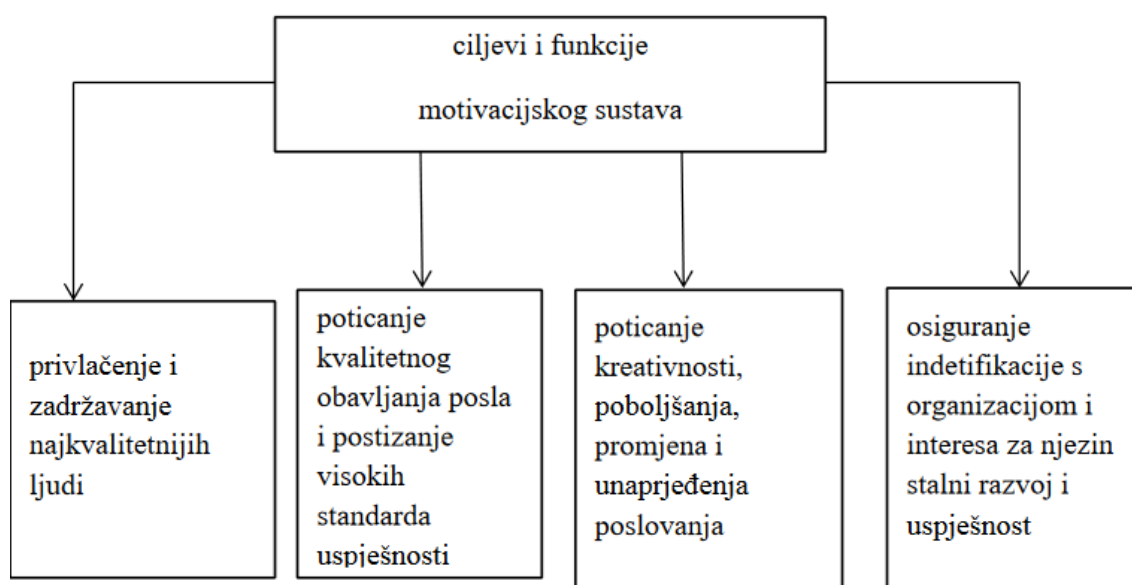 ciljevi i funkcije
motivacijskog sustava
privlačenje i
zadržavanje
najkvalitetnijih
ljudi
poticanje
kvalitetnog
obavljanja posla
i postizanje
visokih
standarda
uspješnosti
poticanje
kreativnosti,
poboljšanja,
promjena i
unaprjeđenja
poslovanja
osiguranje
indetifikacije s
organizacijom i
interesa za njezin
stalni razvoj i
uspješnost